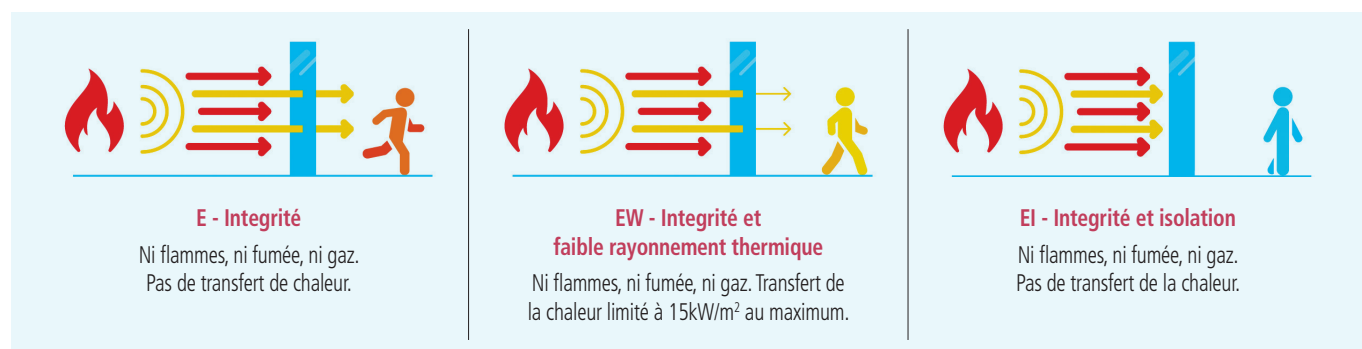 E - Integrité
Ni flammes, ni fumée, ni gaz.
Pas de transfert de chaleur.
EW - Integrité et
faible rayonnement thermique
Ni flammes, ni fumée, ni gaz. Transfert de
la chaleur limité à 15kW/m² au maximum.
EI - Integrité et isolation
Ni flammes, ni fumée, ni gaz.
Pas de transfert de la chaleur.